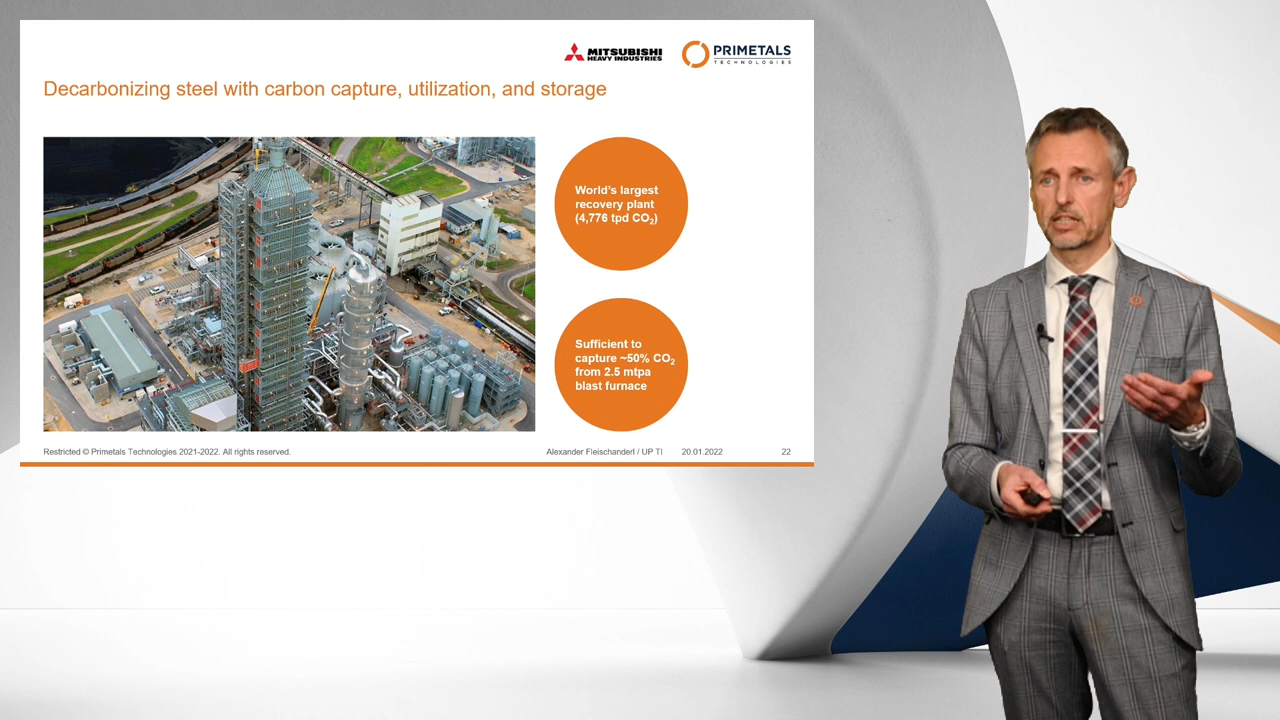 MITSUBISHI
HEAVY INDUSTRIES
PRIMETALS
TECHNOLOGIES
Decarbonizing steel with carbon capture, utilization, and storage
World's largest
recovery plant
(4,776 tpd CO₂)
Sufficient to
capture ~50% CO₂
from 2.5 mtpa
blast furnace
Restricted © Primetals Technologies 2021-2022. All rights reserved.
Alexander Fleischanderl / UP TI 20.01.2022 22